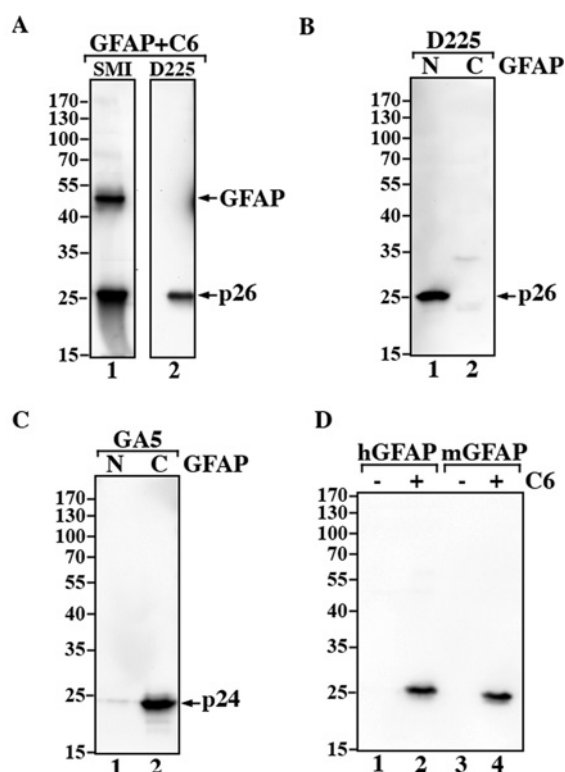 A
GFAP+C6
SMI D225
170
130
100
70
55
40
35
25
15
GFAP
p26
1 2
B
D225
N C GFAP
170
130
100
70
55
40
35
25
15
p26
1 2
C
GA5
N C GFAP
170
130
100
70
55
40
35
25
15
p24
1 2
D
hGFAP mGFAP
- + - + C6
170
130
100
70
55
40
35
25
15
1 2 3 4